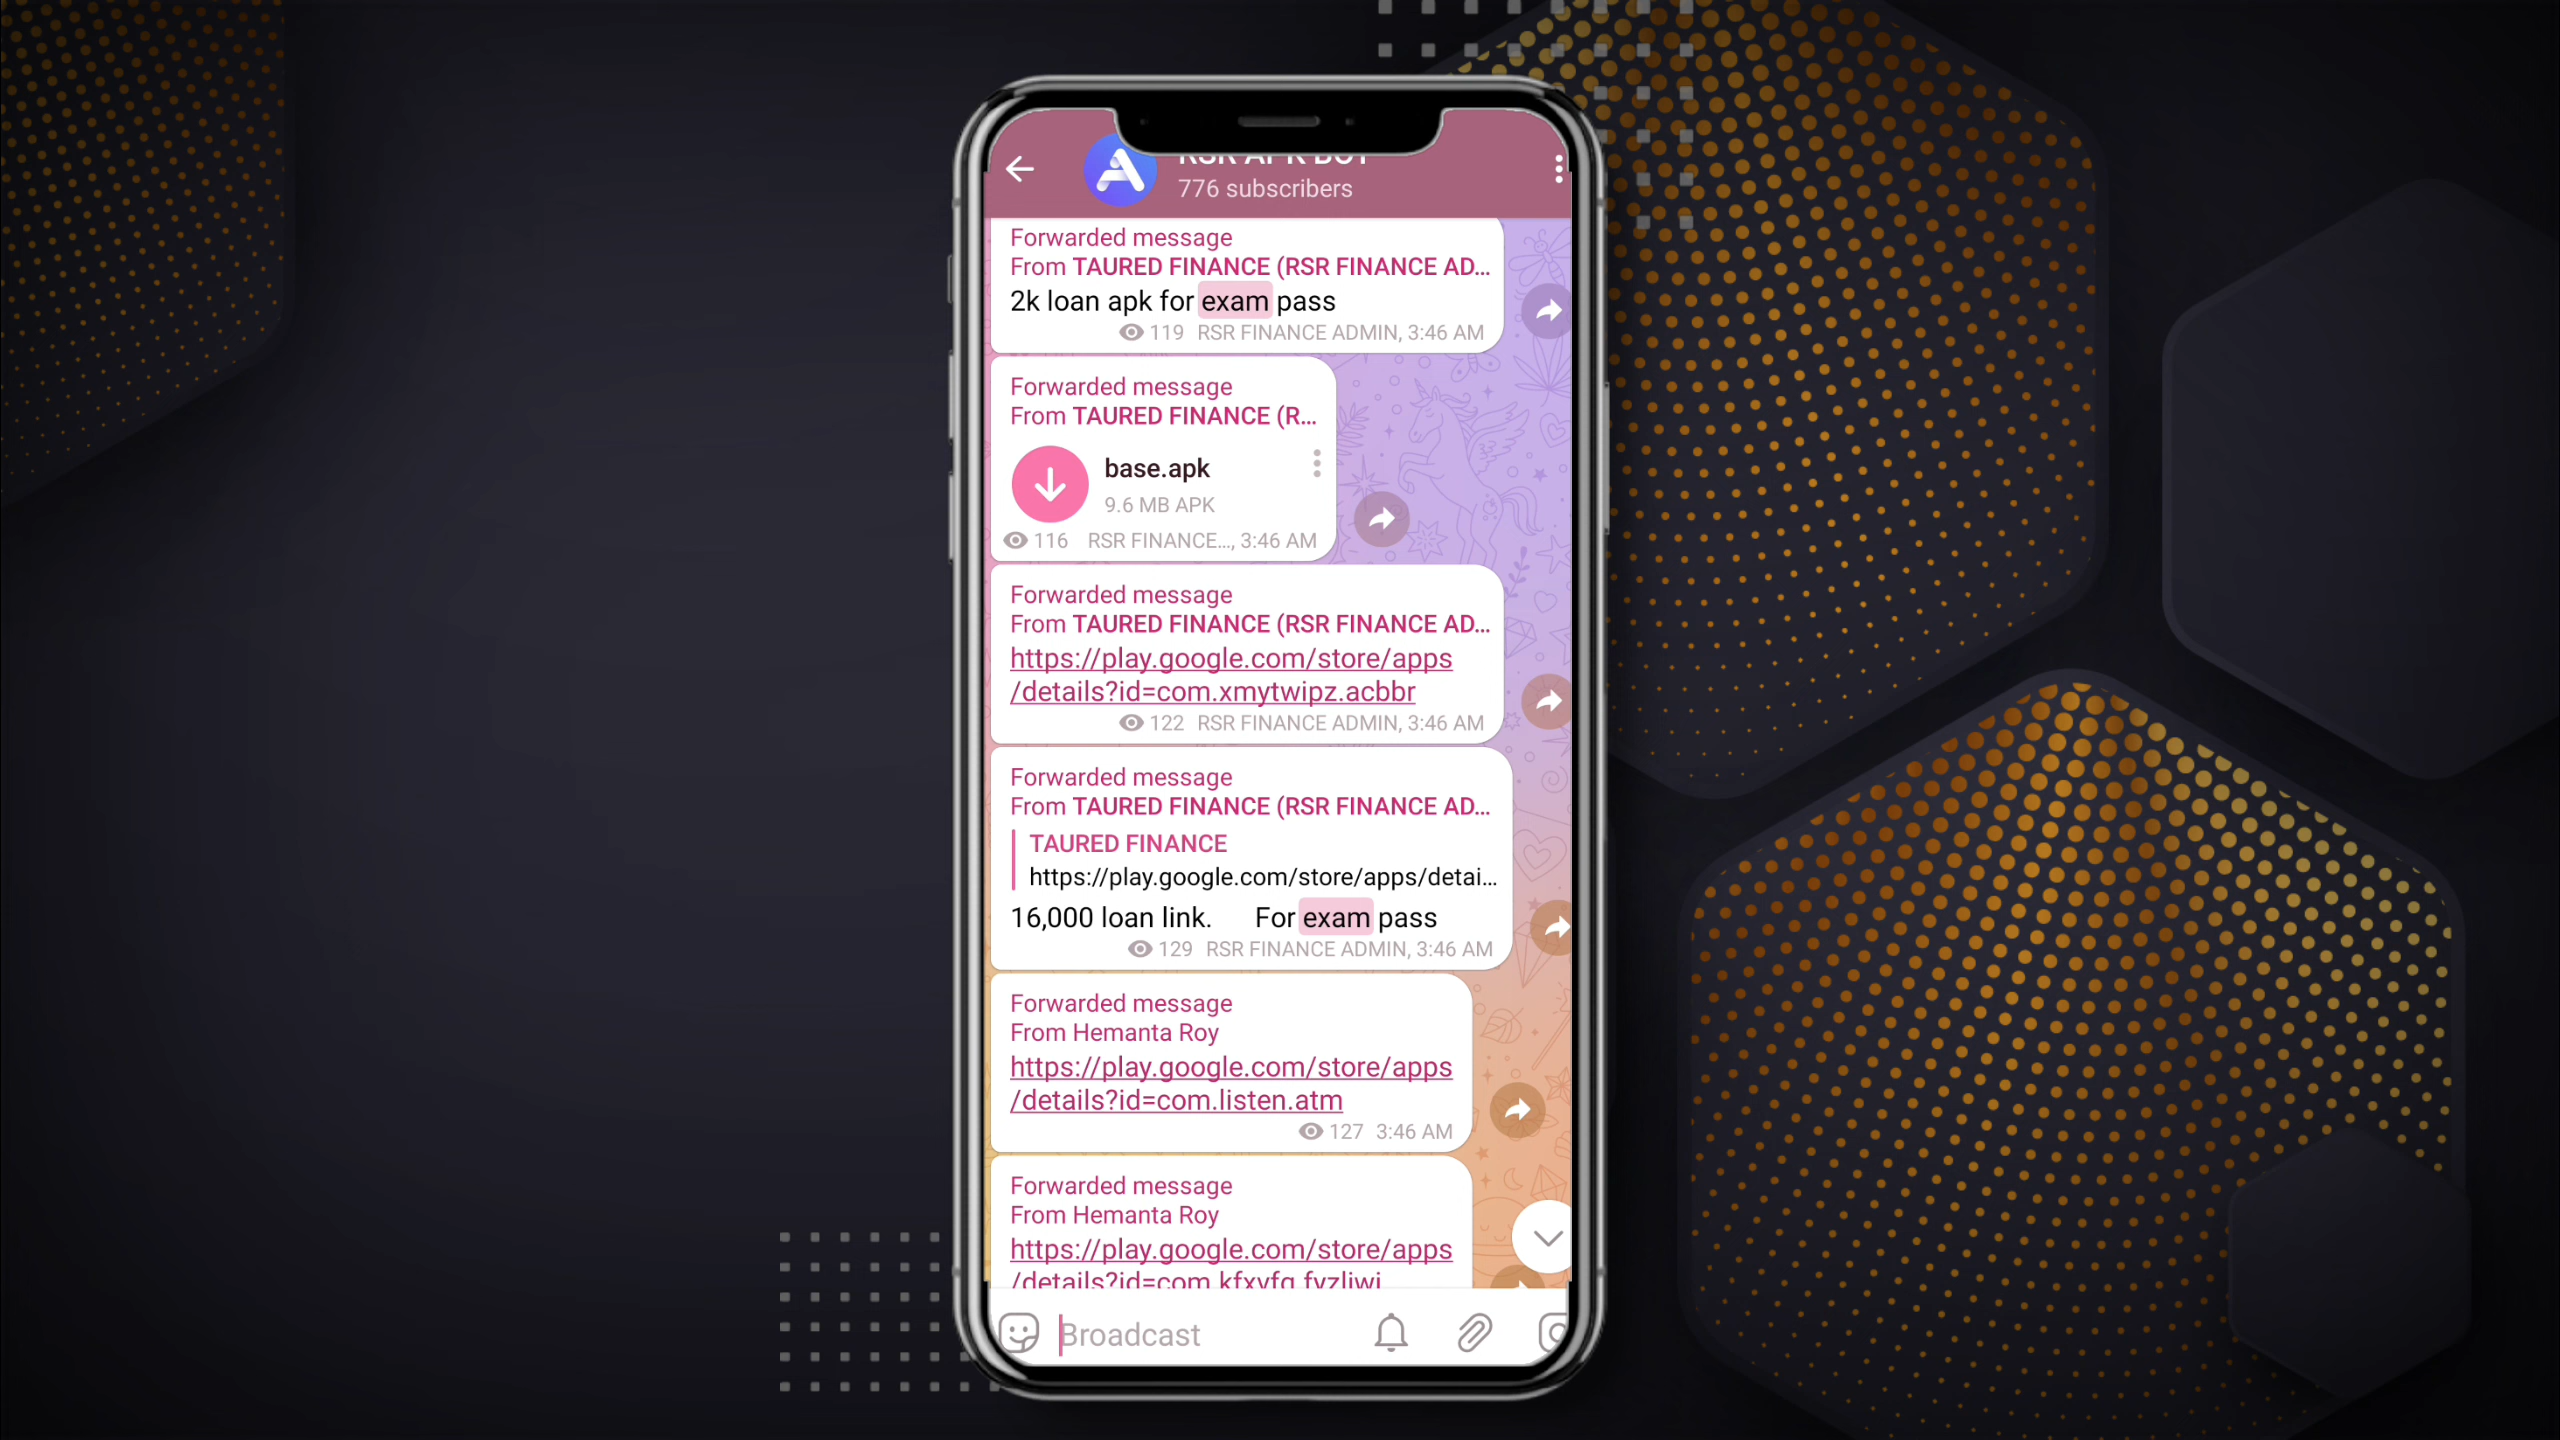 RSR APK BOT
776 subscribers
Forwarded message
From TAURED FINANCE (RSR FINANCE AD...
2k loan apk for exam pass
119 RSR FINANCE ADMIN, 3:46 AM
Forwarded message
From TAURED FINANCE (R...
base.apk
9.6 MB APK
116 RSR FINANCE..., 3:46 AM
Forwarded message
From TAURED FINANCE (RSR FINANCE AD...
https://play.google.com/store/apps
/details?id=com.xmytwipz.acbbr
122 RSR FINANCE ADMIN, 3:46 AM
Forwarded message
From TAURED FINANCE (RSR FINANCE AD...
TAURED FINANCE
https://play.google.com/store/apps/detai...
16,000 loan link. For exam pass
129 RSR FINANCE ADMIN, 3:46 AM
Forwarded message
From Hemanta Roy
https://play.google.com/store/apps
/details?id=com.listen.atm
127 3:46 AM
Forwarded message
From Hemanta Roy
https://play.google.com/store/apps
Broadcast